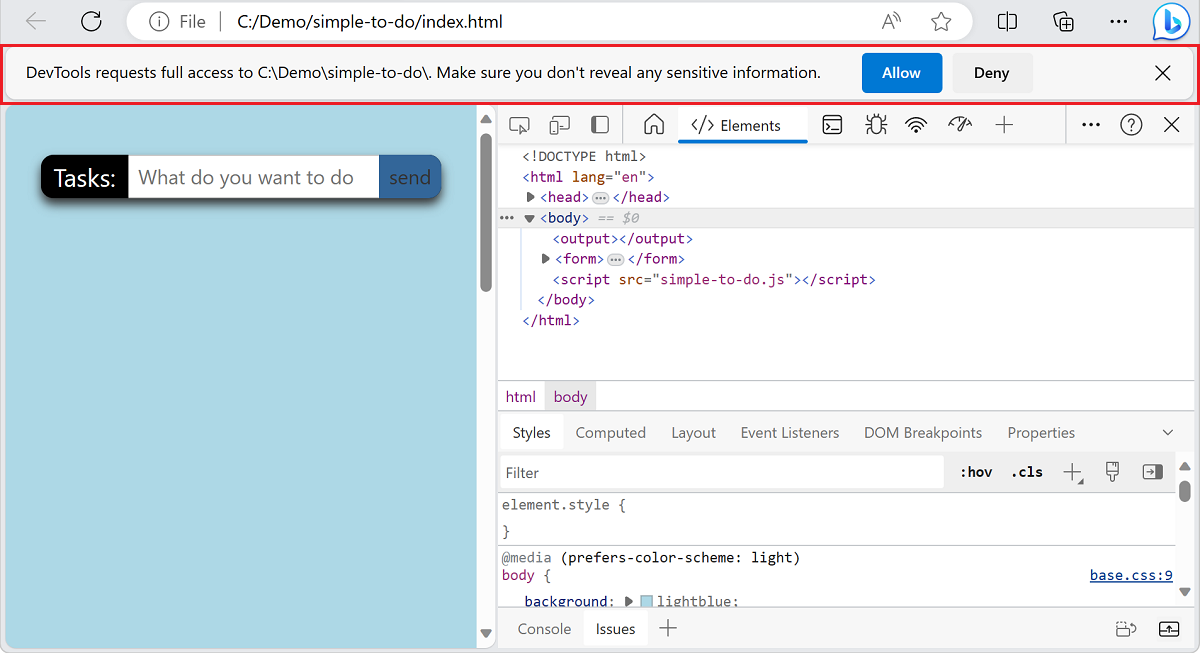 File C:/Demo/simple-to-do/index.html
DevTools requests full access to C:\Demo\simple-to-do\. Make sure you don't reveal any sensitive information. Allow Deny
Tasks: What do you want to do send
Elements
<!DOCTYPE html>
<html lang="en">
<head> ··· </head>
··· <body> == $0
<output></output>
<form> ··· </form>
<script src="simple-to-do.js"></script>
</body>
</html>
html body
Styles Computed Layout Event Listeners DOM Breakpoints Properties
Filter :hov .cls
element.style {
}
@media (prefers-color-scheme: light)
body { base.css:9
background: lightblue;
Console Issues